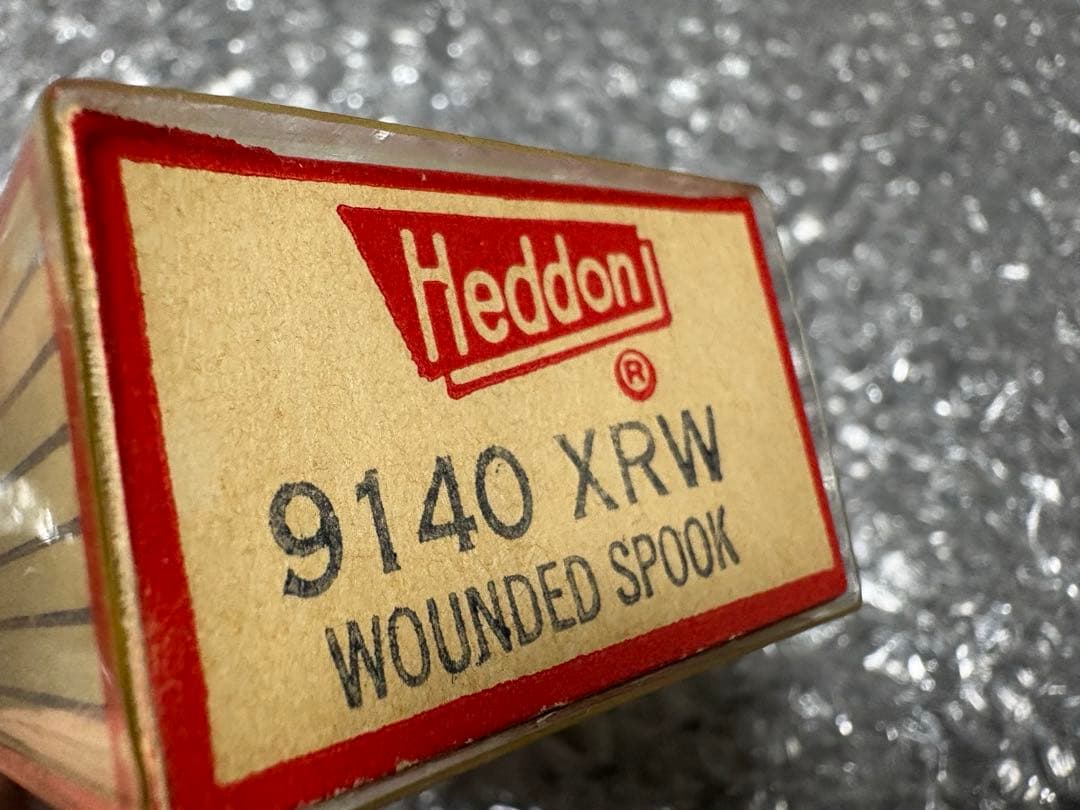 Heddon
®
9140 XRW
WOUNDED SPOOK